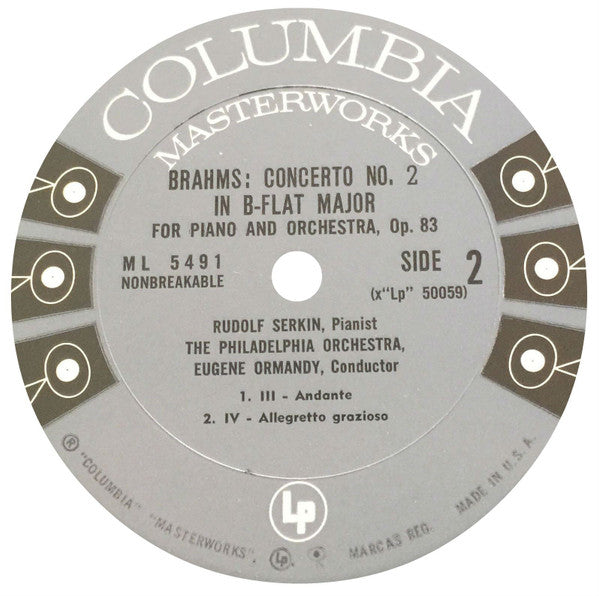 COLUMBIA
MASTERWORKS
BRAHMS: CONCERTO NO. 2
IN B-FLAT MAJOR
FOR PIANO AND ORCHESTRA, Op. 83
ML 5491
NONBREAKABLE
SIDE 2
(x"Lp" 50059)
RUDOLF SERKIN, Pianist
THE PHILADELPHIA ORCHESTRA,
EUGENE ORMANDY, Conductor
1. III - Andante
2. IV - Allegretto grazioso
Lp
® "COLUMBIA" "MASTERWORKS", Lp MARCAS REG. MADE IN U.S.A.